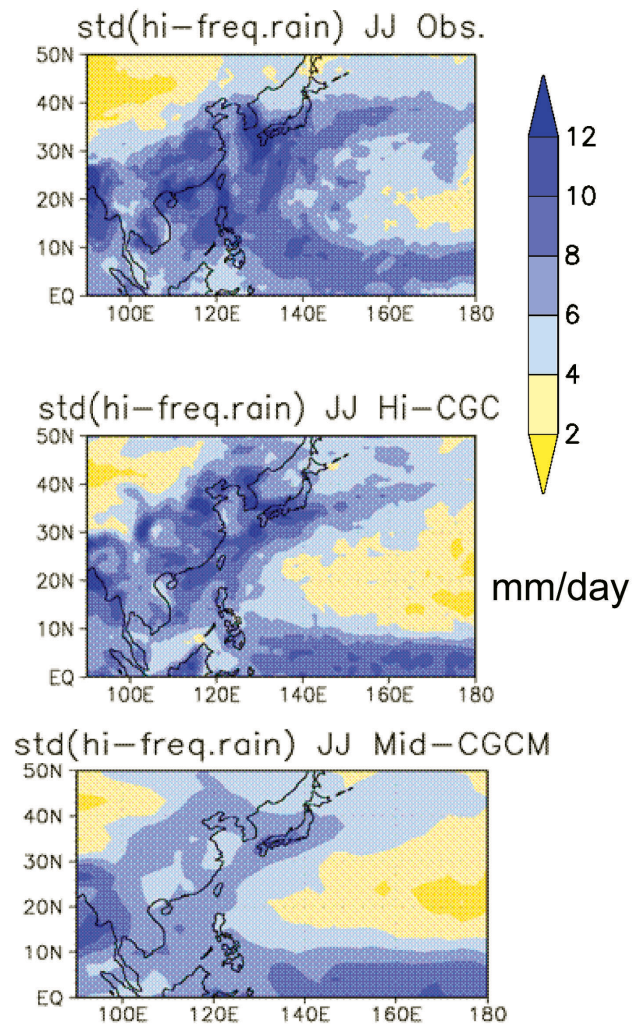 std(hi-freq.rain) JJ Obs.
50N
40N
30N
20N
10N
EQ
100E 120E 140E 160E 180
12
10
8
6
4
2
std(hi-freq.rain) JJ Hi-CGC
50N
40N
30N
20N
10N
EQ
100E 120E 140E 160E 180
mm/day
std(hi-freq.rain) JJ Mid-CGCM
50N
40N
30N
20N
10N
EQ
100E 120E 140E 160E 180